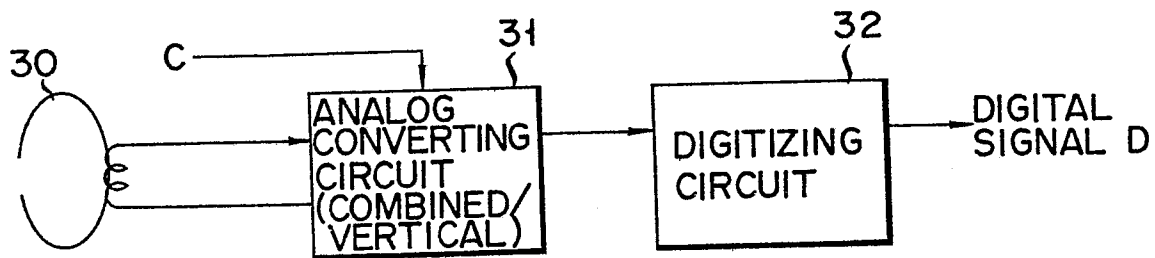 30
C
31
32
ANALOG
CONVERTING
CIRCUIT
(COMBINED/
VERTICAL)
DIGITIZING
CIRCUIT
DIGITAL
SIGNAL D